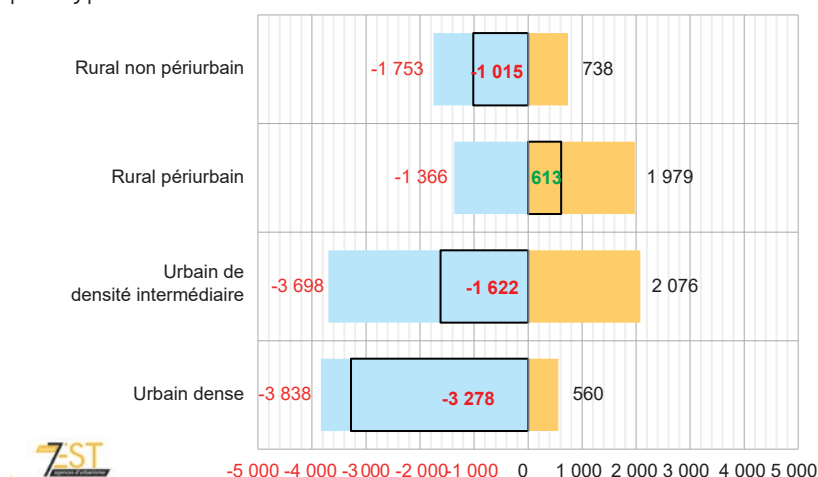 Rural non périurbain
-1 753
-1 015
738
Rural périurbain
-1 366
613
1 979
Urbain de
densité intermédiaire
-3 698
-1 622
2 076
Urbain dense
-3 838
-3 278
560
7EST
-5 000 -4 000 -3 000 -2 000 -1 000 0 1 000 2 000 3 000 4 000 5 000